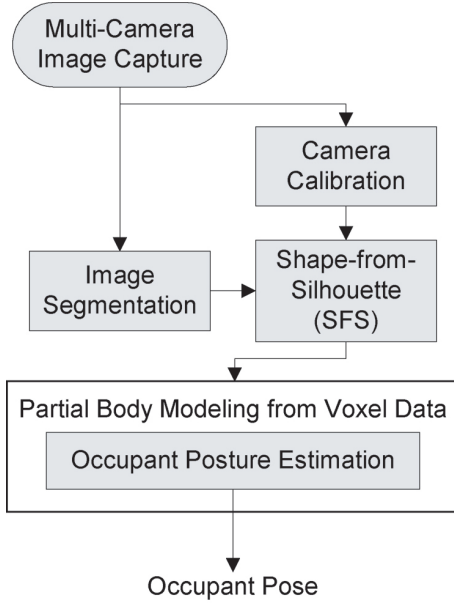 Multi-Camera
Image Capture
Camera
Calibration
Image
Segmentation
Shape-from-
Silhouette
(SFS)
Partial Body Modeling from Voxel Data
Occupant Posture Estimation
Occupant Pose